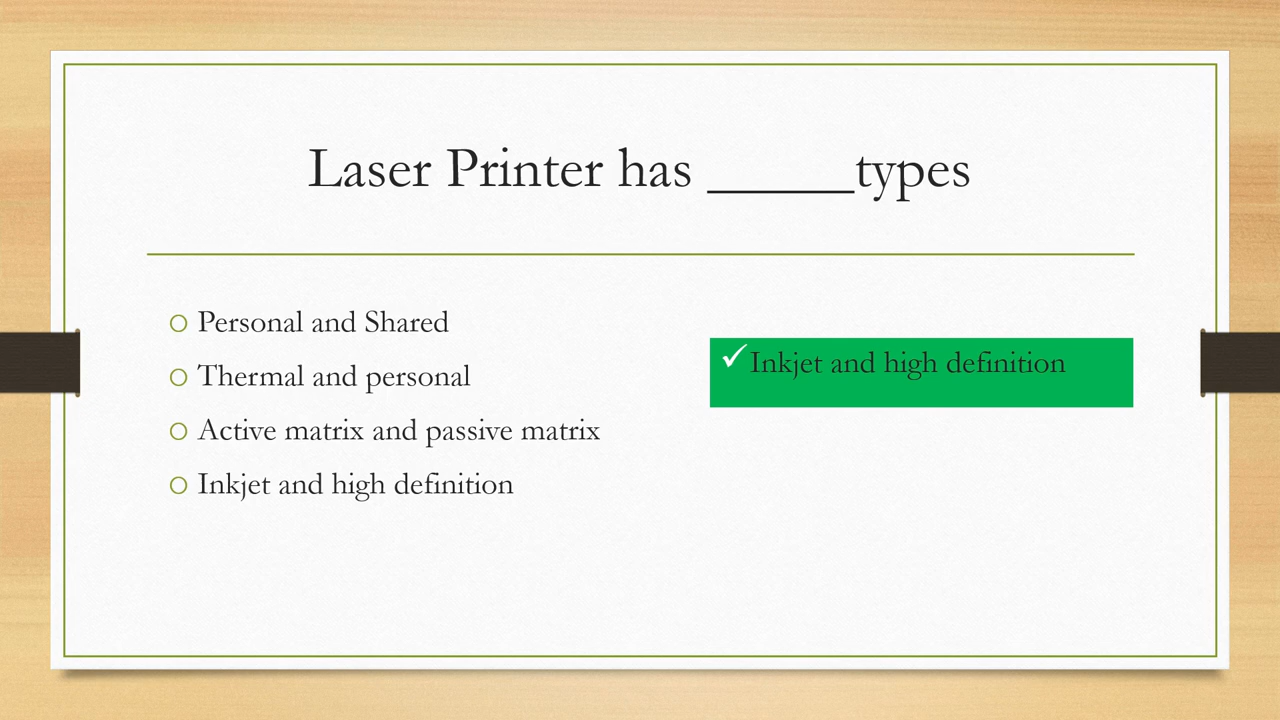 Laser Printer has _____types
Personal and Shared
Thermal and personal
Active matrix and passive matrix
Inkjet and high definition
✓Inkjet and high definition